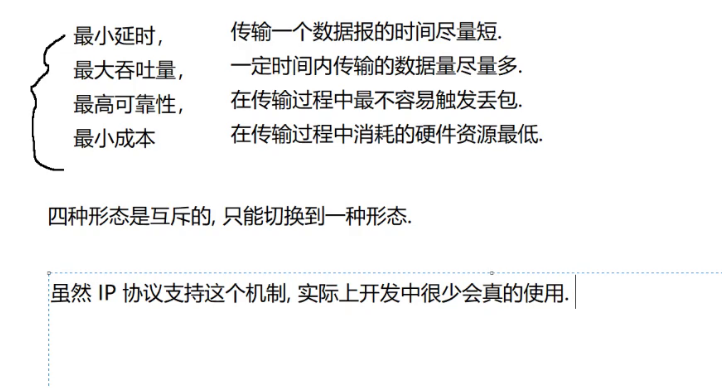 最小延时， 传输一个数据报的时间尽量短.
最大吞吐量， 一定时间内传输的数据量尽量多.
最高可靠性， 在传输过程中最不容易触发丢包.
最小成本 在传输过程中消耗的硬件资源最低.
四种形态是互斥的, 只能切换到一种形态.
虽然 IP 协议支持这个机制, 实际上开发中很少会真的使用.